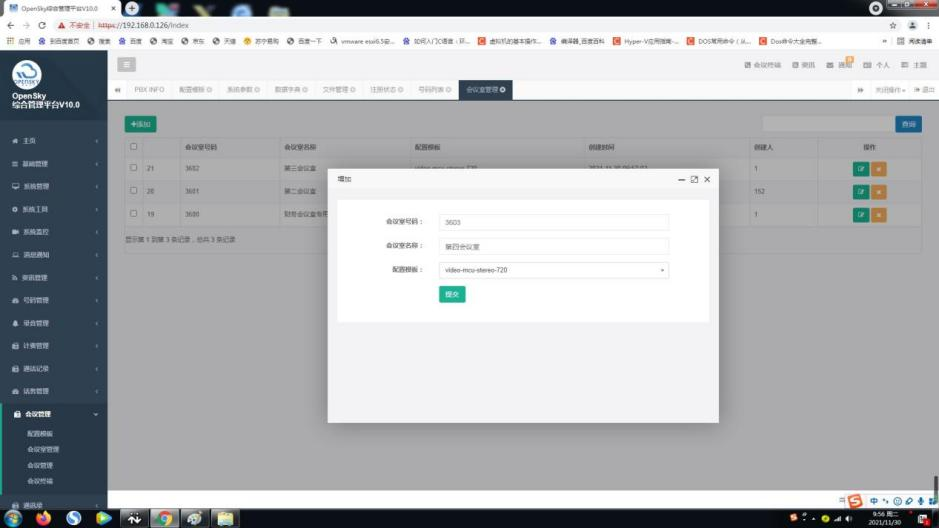 OpenSky综合管理平台V10.0
不安全 https://192.168.0.126/index
应用 到百度首页 搜索 百度 淘宝 京东 天猫 苏宁易购 百度一下 vmware esxi6.5安... 如何入门C语言 | 环... 虚拟机的基本操作... 编译器_百度百科 Hyper-V应用指南-... DOS常用命令（从... Dos命令大全完整... » 阅读清单
OPENSKY
OpenSky
综合管理平台V10.0
会议终端 资讯 通知 个人 主题
PBX INFO 配置模板 系统参数 数据字典 文件管理 注册状态 号码列表 会议室管理 关闭操作 退出
主页
基础管理
系统管理
系统工具
系统监控
消息通知
资讯管理
号码管理
录音管理
计费管理
通话记录
话务管理
会议管理
配置模板
会议室管理
会议管理
会议终端
通讯录
+添加 查询
会议室号码 会议室名称 配置模板 创建时间 创建人 操作
21 3602 第三会议室 1
20 3601 第二会议室 152
19 3600 财务会议室专用 1
显示第 1 到第 3 条记录，总共 3 条记录
增加
会议室号码： 3603
会议室名称： 第四会议室
配置模板： video-mcu-stereo-720
提交
中
9:56 周二
2021/11/30